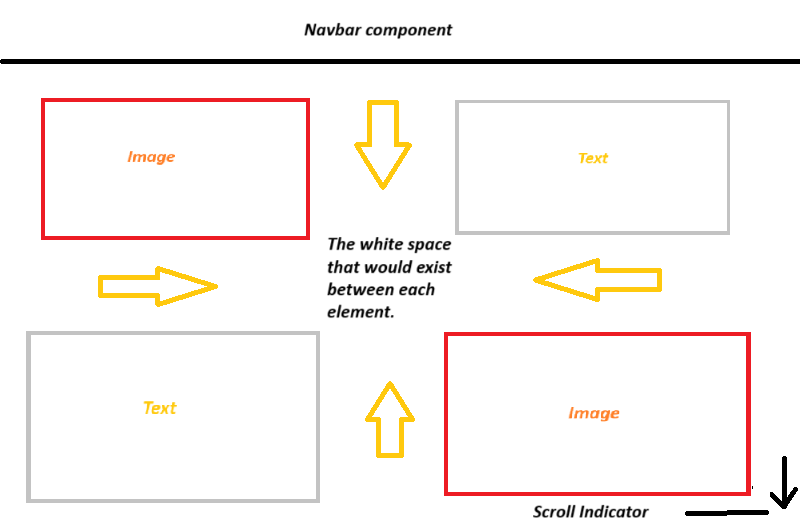 Navbar component
Image
Text
The white space
that would exist
between each
element.
Text
Image
Scroll Indicator